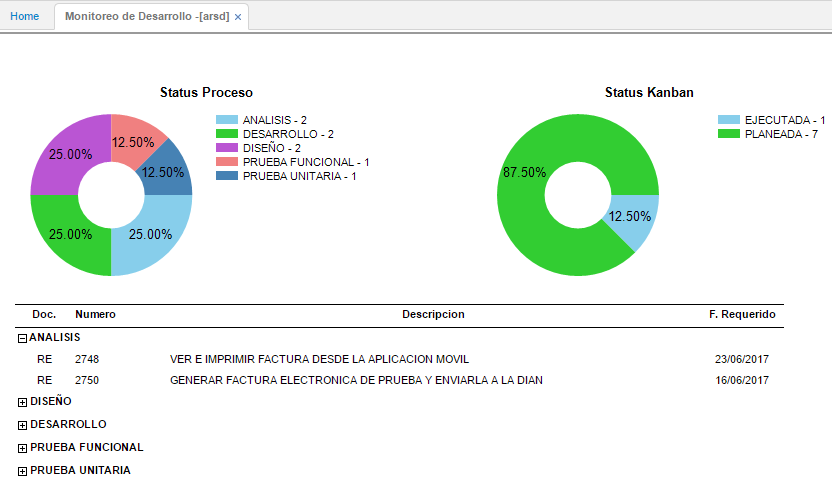 Home
Monitoreo de Desarrollo -[arsd] ×
Status Proceso
25.00%
12.50%
12.50%
25.00%
25.00%
ANALISIS - 2
DESARROLLO - 2
DISEÑO - 2
PRUEBA FUNCIONAL - 1
PRUEBA UNITARIA - 1
Status Kanban
87.50%
12.50%
EJECUTADA - 1
PLANEADA - 7
Doc. Numero Descripcion F. Requerido
ANALISIS
RE 2748 VER E IMPRIMIR FACTURA DESDE LA APLICACION MOVIL 23/06/2017
RE 2750 GENERAR FACTURA ELECTRONICA DE PRUEBA Y ENVIARLA A LA DIAN 16/06/2017
DISEÑO
DESARROLLO
PRUEBA FUNCIONAL
PRUEBA UNITARIA